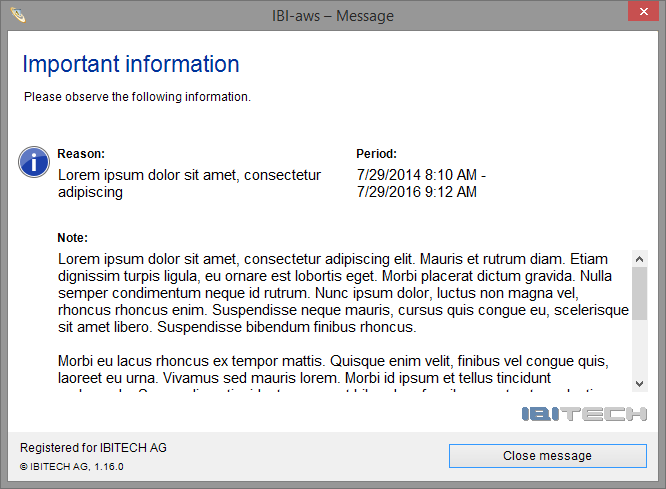 IBI-aws – Message
Important information
Please observe the following information.
Reason:
Lorem ipsum dolor sit amet, consectetur
adipiscing
Period:
7/29/2014 8:10 AM -
7/29/2016 9:12 AM
Note:
Lorem ipsum dolor sit amet, consectetur adipiscing elit. Mauris et rutrum diam. Etiam
dignissim turpis ligula, eu ornare est lobortis eget. Morbi placerat dictum gravida. Nulla
semper condimentum neque id rutrum. Nunc ipsum dolor, luctus non magna vel,
rhoncus rhoncus enim. Suspendisse neque mauris, cursus quis congue eu, scelerisque
sit amet libero. Suspendisse bibendum finibus rhoncus.
Morbi eu lacus rhoncus ex tempor mattis. Quisque enim velit, finibus vel congue quis,
laoreet eu urna. Vivamus sed mauris lorem. Morbi id ipsum et tellus tincidunt
IBITECH
Registered for IBITECH AG
© IBITECH AG, 1.16.0
Close message